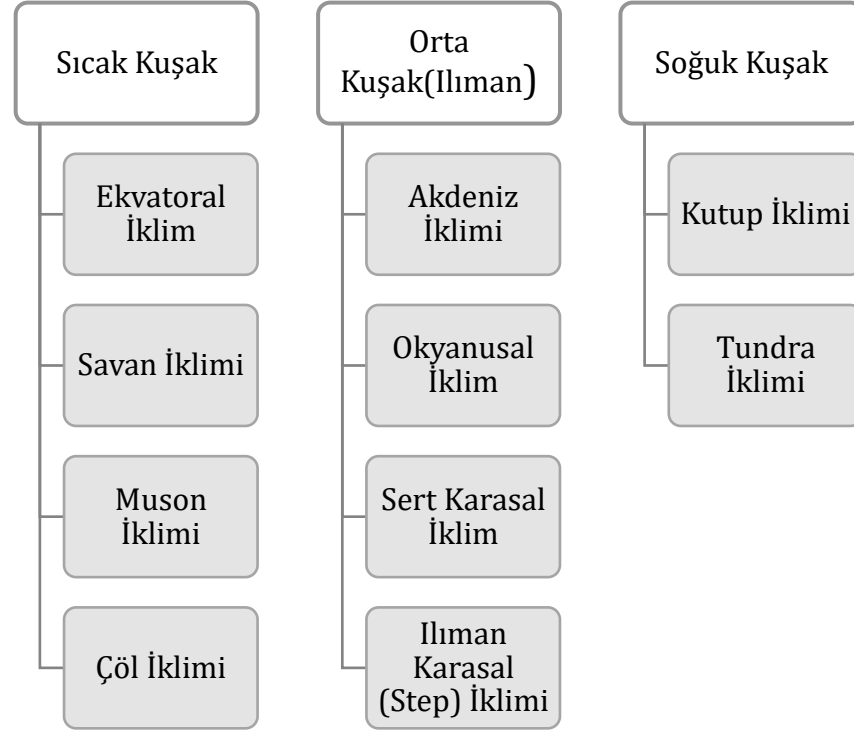 Sıcak Kuşak
Ekvatoral
İklim
Savan İklimi
Muson
İklimi
Çöl İklimi
Orta
Kuşak(Ilıman)
Akdeniz
İklimi
Okyanusal
İklim
Sert Karasal
İklim
Ilıman
Karasal
(Step) İklimi
Soğuk Kuşak
Kutup İklimi
Tundra
İklimi